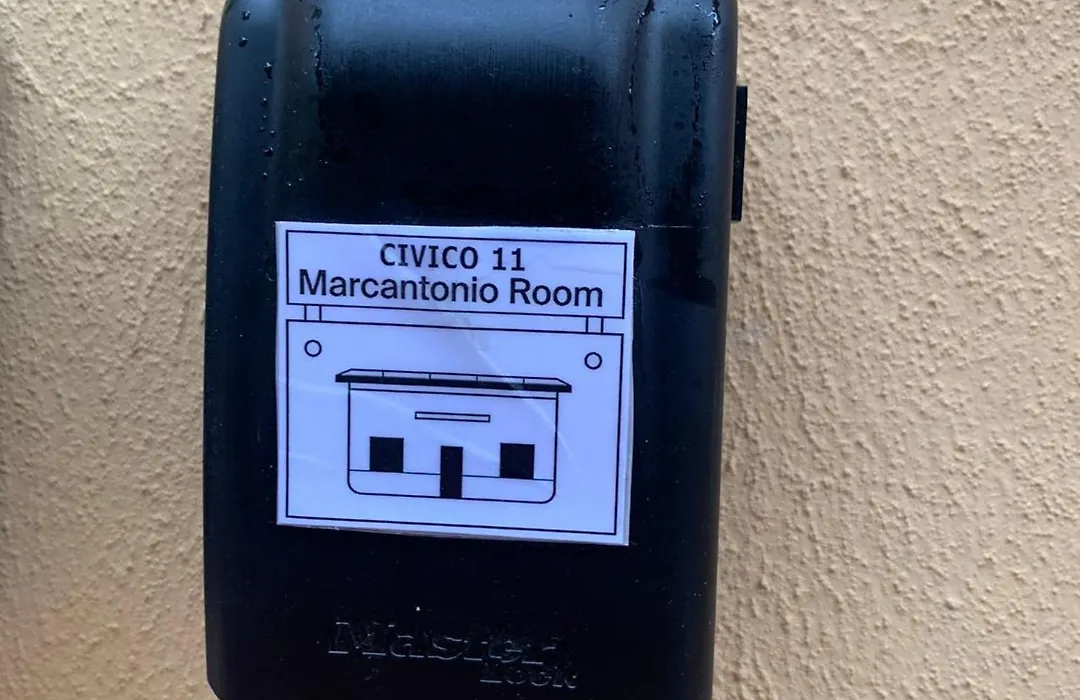 CIVICO 11
Marcantonio Room
Master
Lock